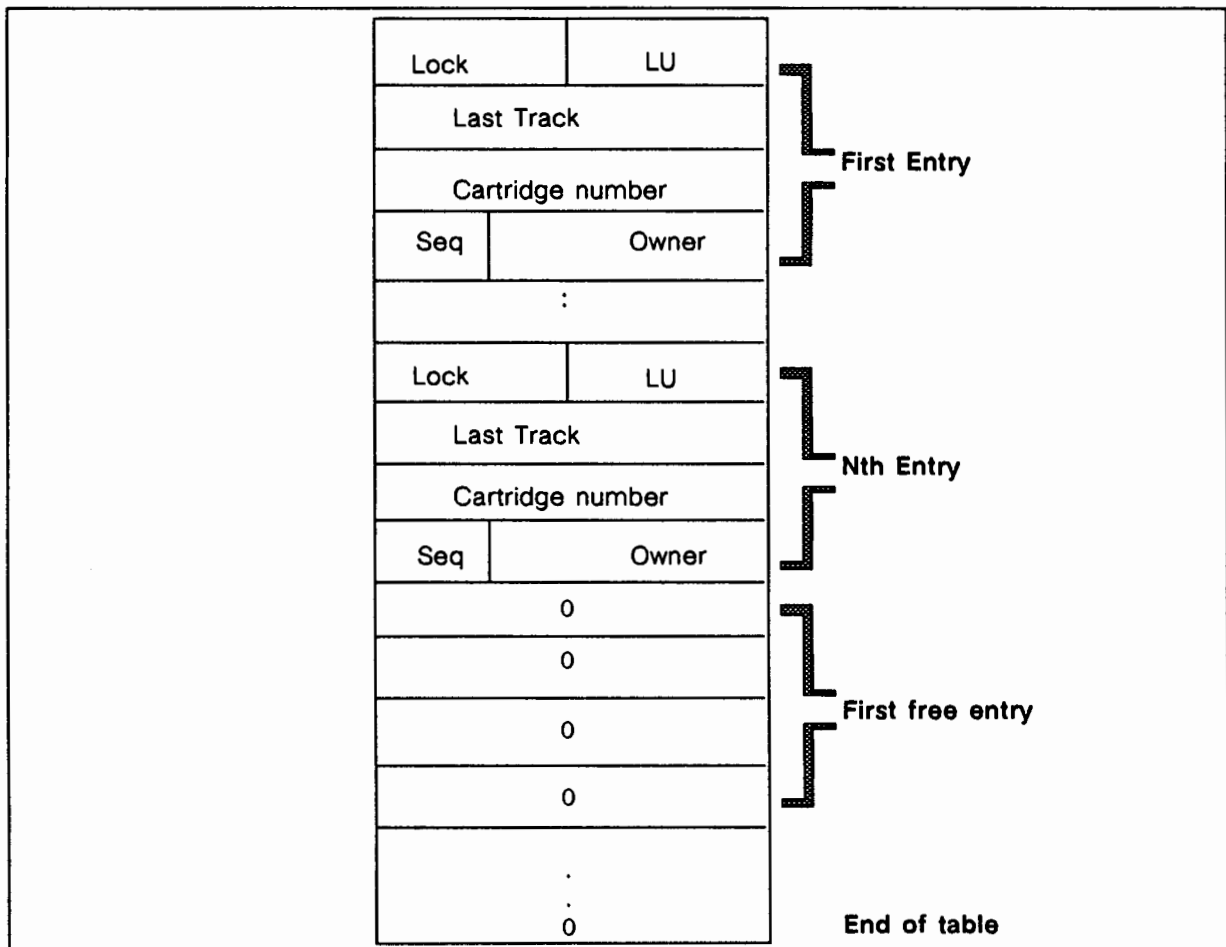 Lock LU
Last Track
Cartridge number
First Entry
Seq Owner
:
Lock LU
Last Track
Nth Entry
Cartridge number
Seq Owner
0
0
First free entry
0
0
.
.
0 End of table